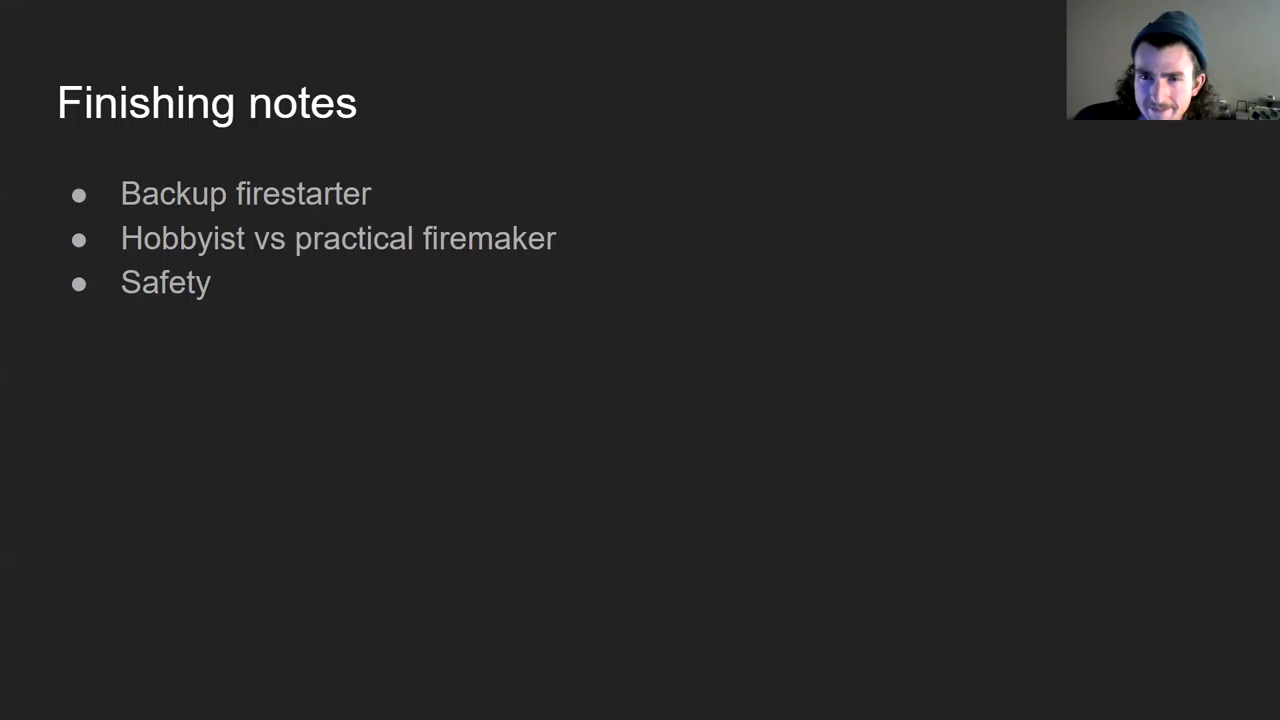 Finishing notes
● Backup firestarter
● Hobbyist vs practical firemaker
● Safety